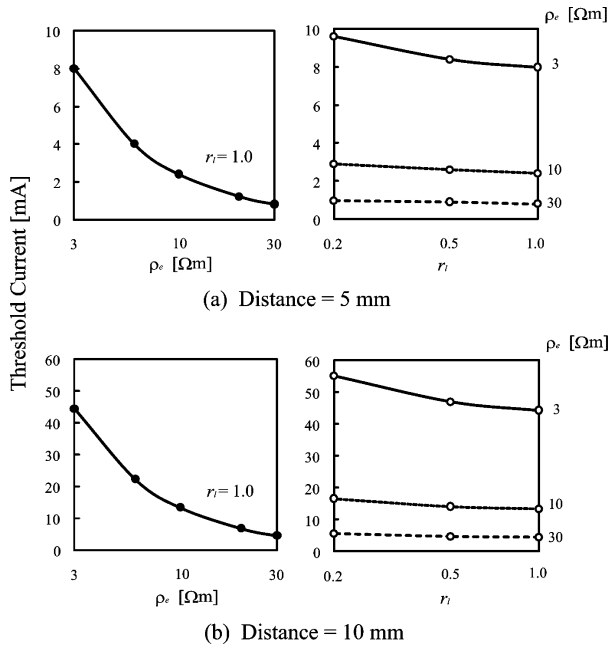 Threshold Current [mA]
10
8
6
4
2
0
rₗ = 1.0
3 10 30
ρₑ [Ωm]
ρₑ [Ωm]
10
8
6
4
2
0
3
10
30
0.2 0.5 1.0
rₗ
(a) Distance = 5 mm
60
50
40
30
20
10
0
rₗ = 1.0
3 10 30
ρₑ [Ωm]
ρₑ [Ωm]
60
50
40
30
20
10
0
3
10
30
0.2 0.5 1.0
rₗ
(b) Distance = 10 mm